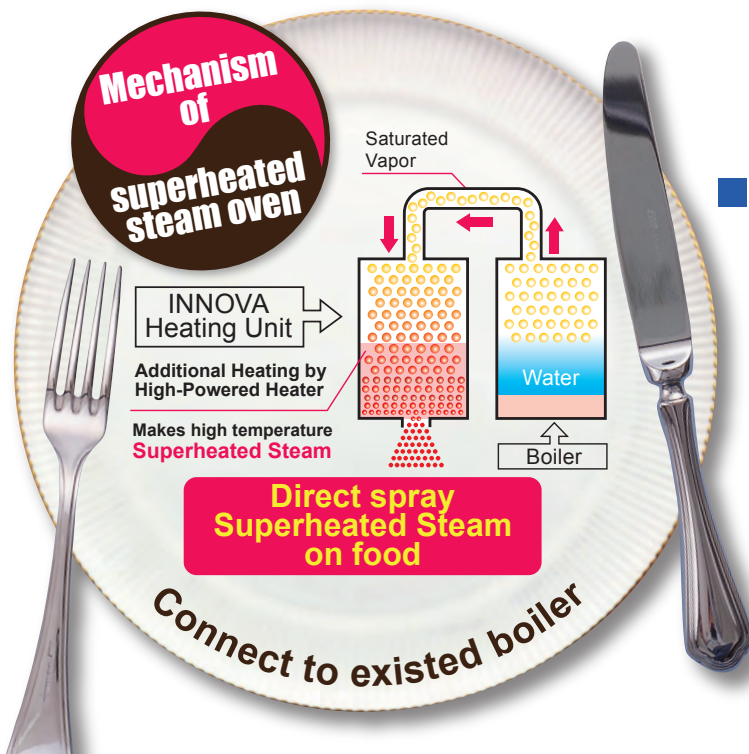 Mechanism
of
superheated
steam oven
Saturated
Vapor
INNOVA
Heating Unit
Additional Heating by
High-Powered Heater
Makes high temperature
Superheated Steam
Water
Boiler
Direct spray
Superheated Steam
on food
Connect to existed boiler